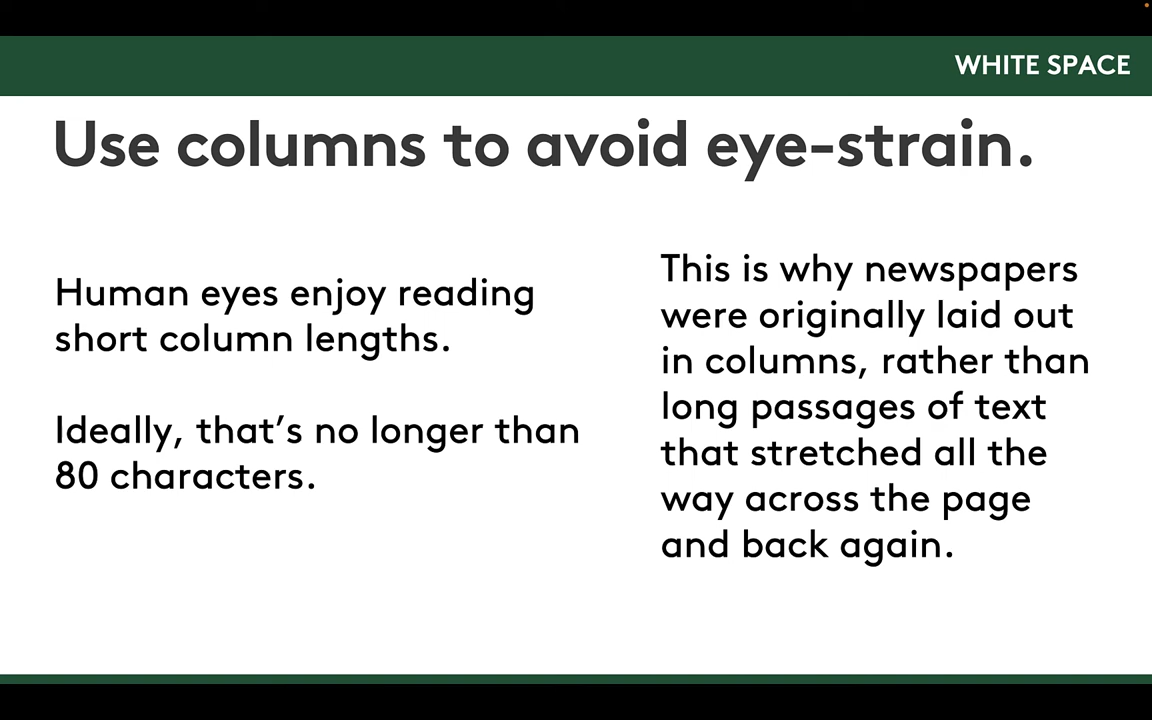 WHITE SPACE
Use columns to avoid eye-strain.
Human eyes enjoy reading
short column lengths.
Ideally, that’s no longer than
80 characters.
This is why newspapers
were originally laid out
in columns, rather than
long passages of text
that stretched all the
way across the page
and back again.